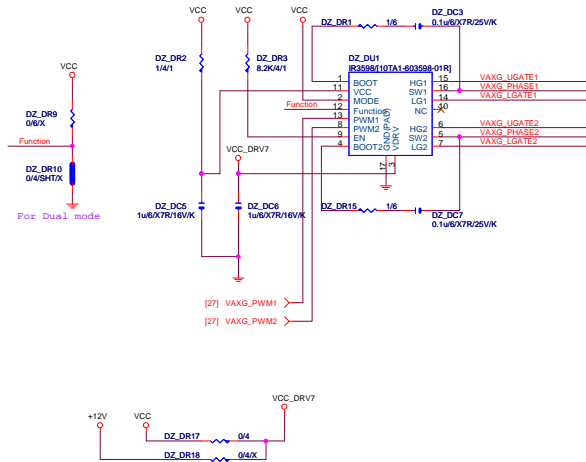 VCC
VCC
VCC
DZ_DR1
1/6
DZ_DC3
0.1u/6/X7R/25V/K
DZ_DR2
1/4/1
DZ_DR3
8.2K/4/1
DZ_DU1
IR3598/[10TA1-603598-01R]
VCC
DZ_DR9
0/6/X
Function
DZ_DR10
0/4/SHT/X
For Dual mode
1 BOOT
11 VCC
2 MODE
Function 12 Function
13 PWM1
8 PWM2
9 EN
4 BOOT2
HG1 15 VAXG_UGATE1
SW1 16 VAXG_PHASE1
LG1 14 VAXG_LGATE1
NC 10
HG2 6 VAXG_UGATE2
SW2 5 VAXG_PHASE2
LG2 7 VAXG_LGATE2
GND(PAD)
VDRV
17
3
VCC_DRV7
DZ_DC5
1u/6/X7R/16V/K
DZ_DC6
1u/6/X7R/16V/K
DZ_DR15
1/6
DZ_DC7
0.1u/6/X7R/25V/K
[27] VAXG_PWM1
[27] VAXG_PWM2
+12V
VCC
VCC_DRV7
DZ_DR17
0/4
DZ_DR18
0/4/X